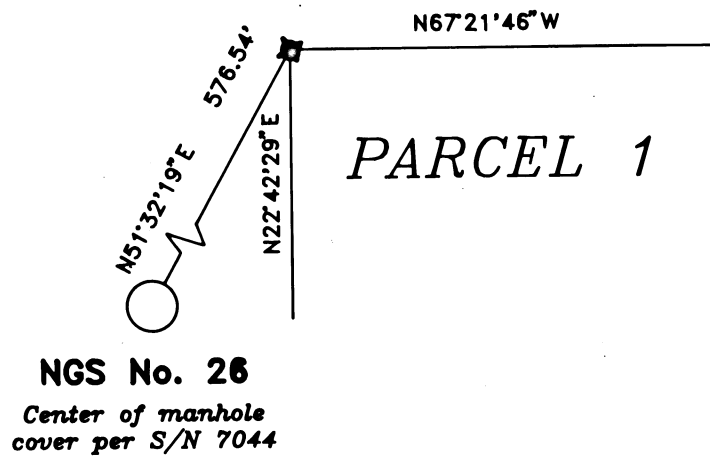 N67°21'46"W
576.54'
N51°32'19"E
N22°42'29"E
PARCEL 1
NGS No. 26
Center of manhole
cover per S/N 7044